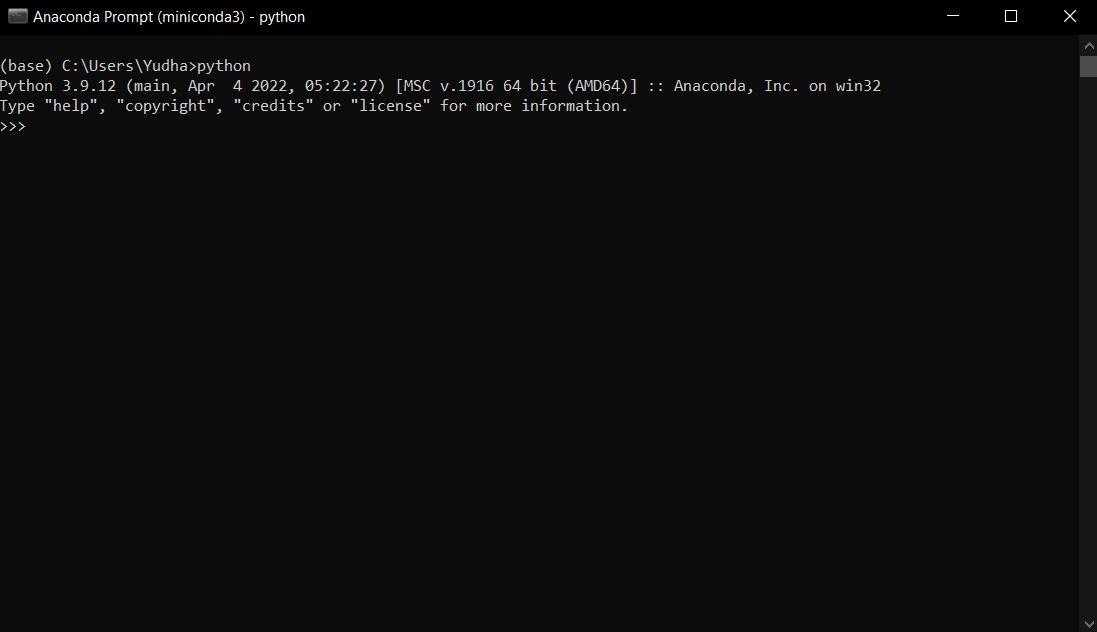 Anaconda Prompt (miniconda3) - python
(base) C:\Users\Yudha>python
Python 3.9.12 (main, Apr  4 2022, 05:22:27) [MSC v.1916 64 bit (AMD64)] :: Anaconda, Inc. on win32
Type "help", "copyright", "credits" or "license" for more information.
>>>